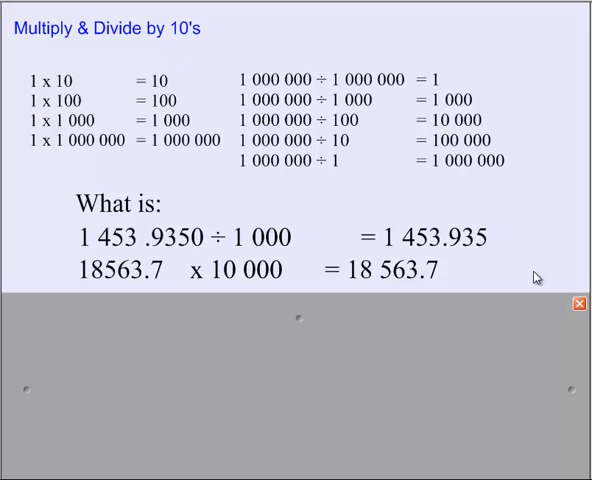 Multiply & Divide by 10's
1 x 10 = 10 1 000 000 ÷ 1 000 000 = 1
1 x 100 = 100 1 000 000 ÷ 1 000 = 1 000
1 x 1 000 = 1 000 1 000 000 ÷ 100 = 10 000
1 x 1 000 000 = 1 000 000 1 000 000 ÷ 10 = 100 000
1 000 000 ÷ 1 = 1 000 000
What is:
1 453 .9350 ÷ 1 000 = 1 453.935
18563.7 x 10 000 = 18 563.7